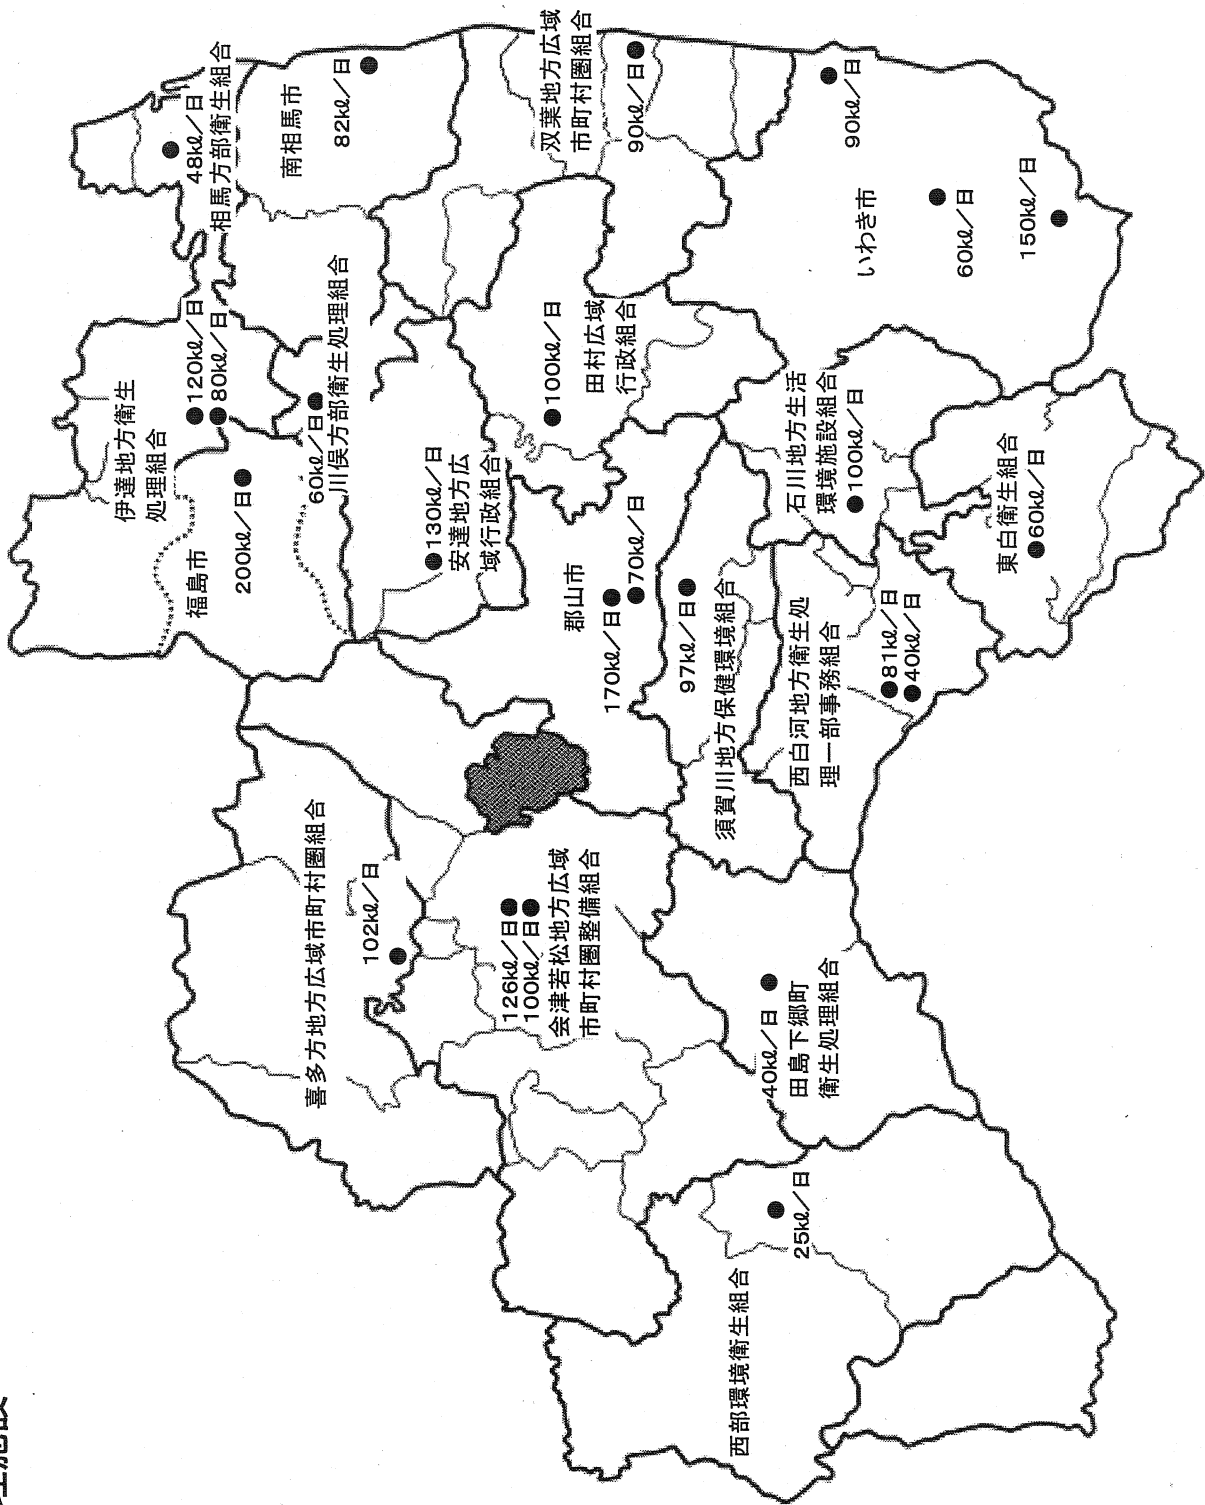 伊達地方衛生
処理組合
120kℓ/日
80kℓ/日
48kℓ/日
相馬方部衛生組合
福島市
200kℓ/日
60kℓ/日
川俣方部衛生処理組合
南相馬市
82kℓ/日
喜多方地方広域市町村圏組合
102kℓ/日
130kℓ/日
安達地方広
域行政組合
双葉地方広域
市町村圏組合
90kℓ/日
126kℓ/日
100kℓ/日
会津若松地方広域
市町村圏整備組合
郡山市
170kℓ/日
70kℓ/日
100kℓ/日
田村広域
行政組合
97kℓ/日
須賀川地方保健環境組合
石川地方生活
環境施設組合
100kℓ/日
いわき市
90kℓ/日
60kℓ/日
150kℓ/日
西白河地方衛生処
理一部事務組合
81kℓ/日
40kℓ/日
東白衛生組合
60kℓ/日
40kℓ/日
田島下郷町
衛生処理組合
25kℓ/日
西部環境衛生組合